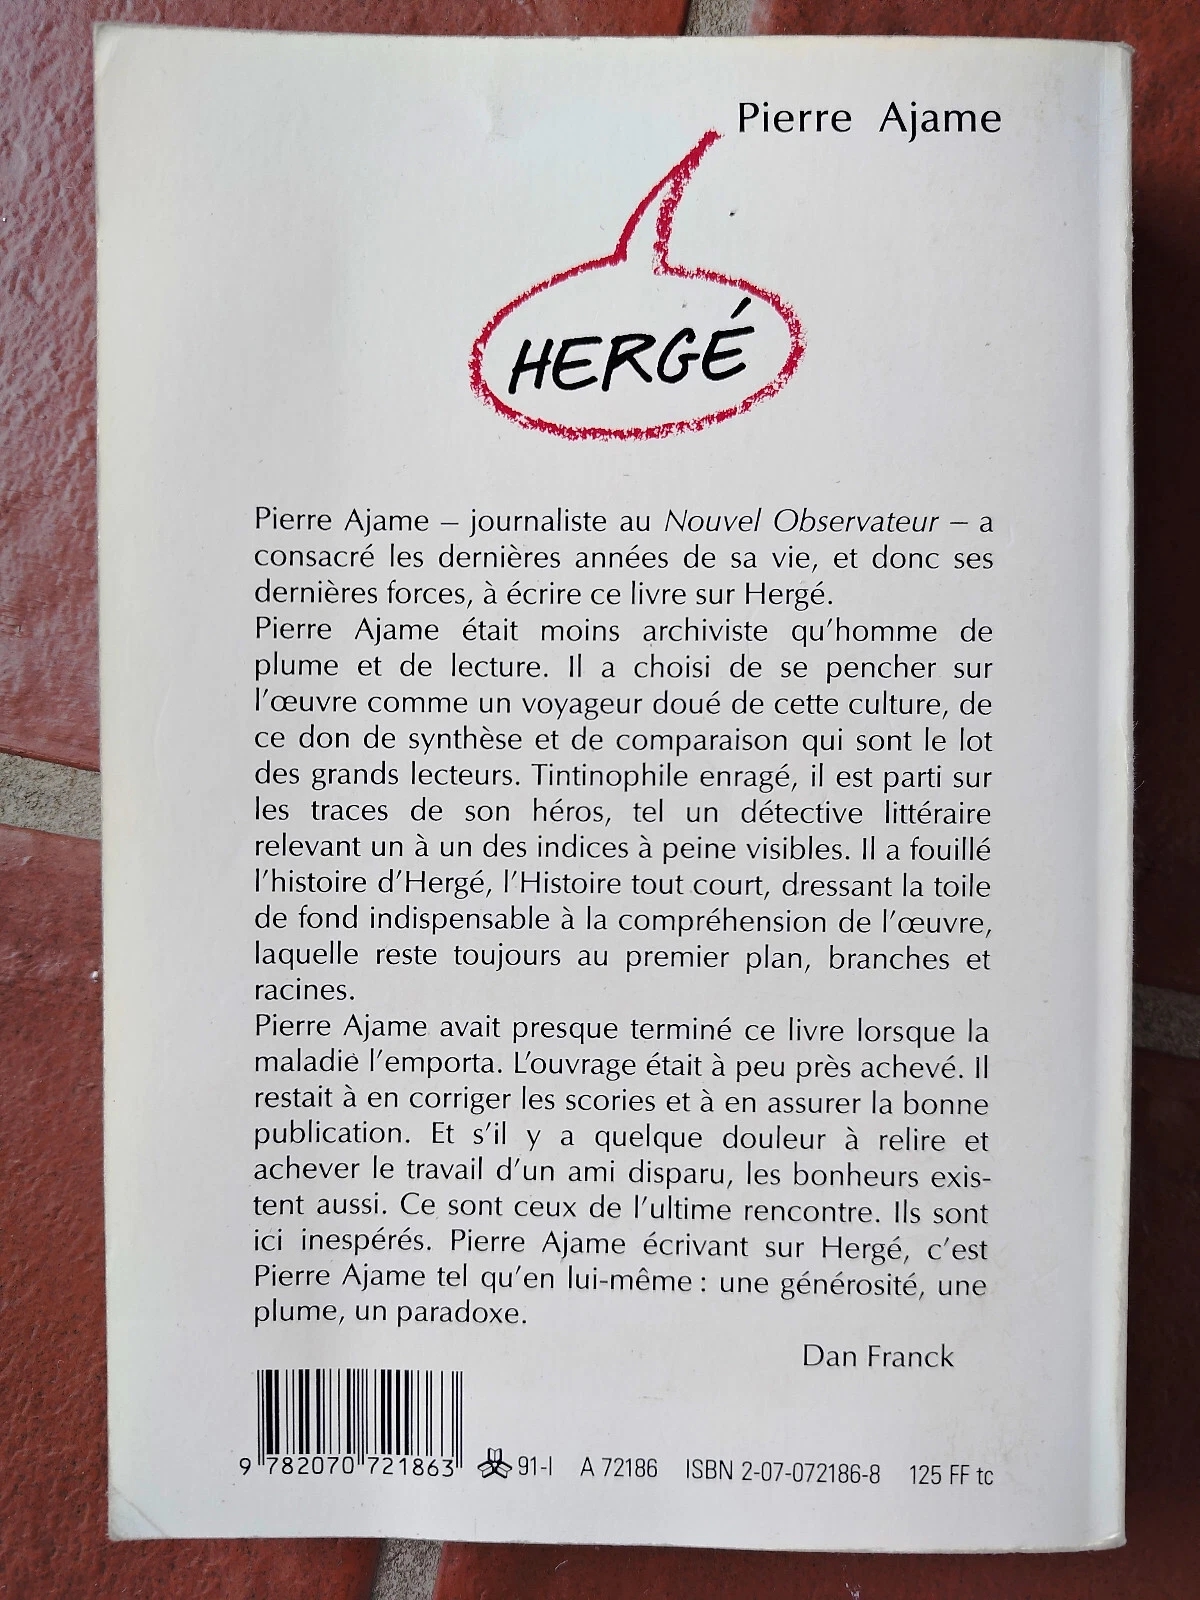 Pierre Ajame
HERGÉ
Pierre Ajame – journaliste au Nouvel Observateur – a
consacré les dernières années de sa vie, et donc ses
dernières forces, à écrire ce livre sur Hergé.
Pierre Ajame était moins archiviste qu'homme de
plume et de lecture. Il a choisi de se pencher sur
l'œuvre comme un voyageur doué de cette culture, de
ce don de synthèse et de comparaison qui sont le lot
des grands lecteurs. Tintinophile enragé, il est parti sur
les traces de son héros, tel un détective littéraire
relevant un à un des indices à peine visibles. Il a fouillé
l'histoire d'Hergé, l'Histoire tout court, dressant la toile
de fond indispensable à la compréhension de l'œuvre,
laquelle reste toujours au premier plan, branches et
racines.
Pierre Ajame avait presque terminé ce livre lorsque la
maladie l'emporta. L'ouvrage était à peu près achevé. Il
restait à en corriger les scories et à en assurer la bonne
publication. Et s'il y a quelque douleur à relire et
achever le travail d'un ami disparu, les bonheurs exis-
tent aussi. Ce sont ceux de l'ultime rencontre. Ils sont
ici inespérés. Pierre Ajame écrivant sur Hergé, c'est
Pierre Ajame tel qu'en lui-même : une générosité, une
plume, un paradoxe.
Dan Franck
9 782070 721863 91-I A 72186 ISBN 2-07-072186-8 125 FF tc